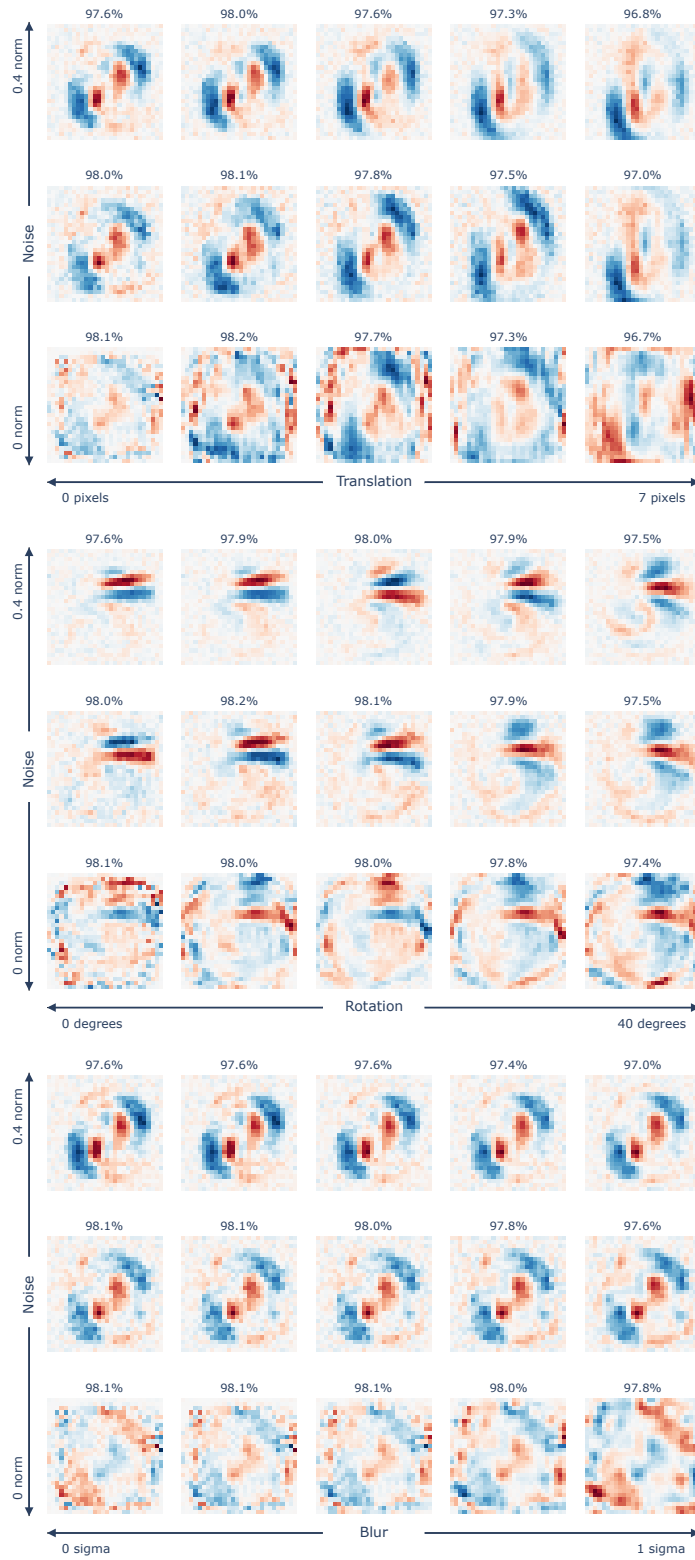 97.6% 98.0% 97.6% 97.3% 96.8%
0.4 norm
98.0% 98.1% 97.8% 97.5% 97.0%
Noise
98.1% 98.2% 97.7% 97.3% 96.7%
0 norm
Translation
0 pixels 7 pixels
97.6% 97.9% 98.0% 97.9% 97.5%
0.4 norm
98.0% 98.2% 98.1% 97.9% 97.5%
Noise
98.1% 98.0% 98.0% 97.8% 97.4%
0 norm
Rotation
0 degrees 40 degrees
97.6% 97.6% 97.6% 97.4% 97.0%
0.4 norm
98.1% 98.1% 98.0% 97.8% 97.6%
Noise
98.1% 98.1% 98.1% 98.0% 97.8%
0 norm
Blur
0 sigma 1 sigma